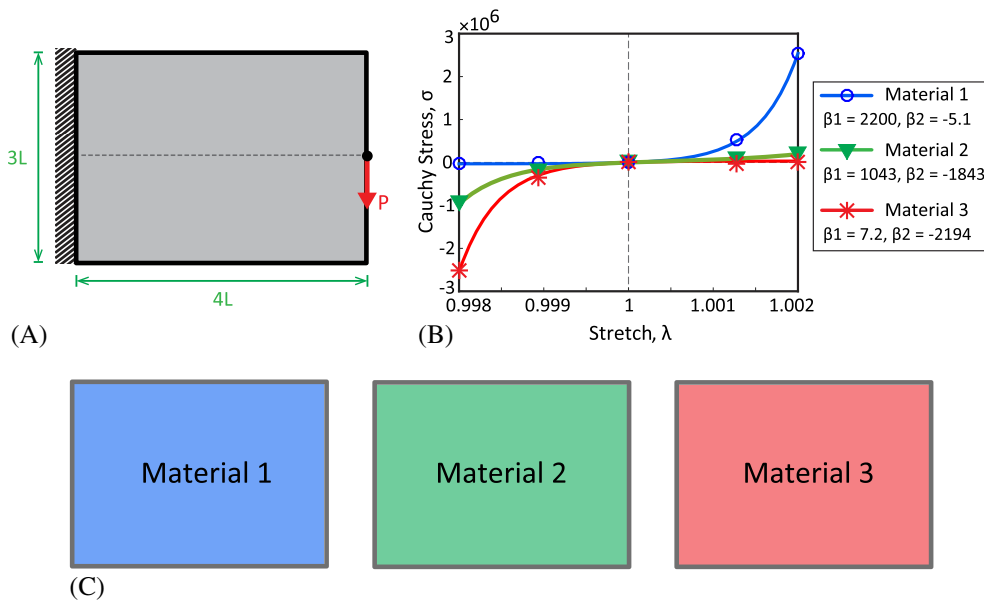 3L
4L
P
(A)
×10⁶
3
2
1
0
-1
-2
-3
Cauchy Stress, σ
0.998
0.999
1
1.001
1.002
Stretch, λ
(B)
Material 1
β1 = 2200, β2 = -5.1
Material 2
β1 = 1043, β2 = -1843
Material 3
β1 = 7.2, β2 = -2194
Material 1
Material 2
Material 3
(C)